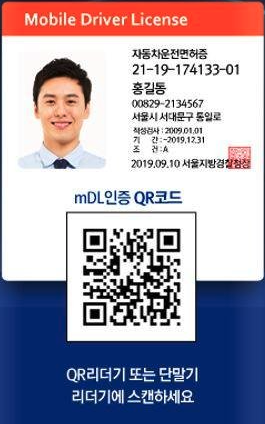 Mobile Driver License
자동차운전면허증
21-19-174133-01
홍길동
00829-2134567
서울시 서대문구 통일로
적성검사 : 2009.01.01
기 간 : ~2019.12.31
조 건 : A
2019.09.10 서울지방경찰청장
mDL인증 QR코드
QR리더기 또는 단말기
리더기에 스캔하세요